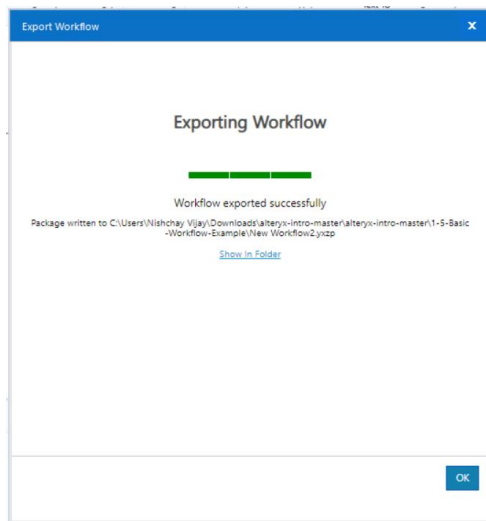 Export Workflow
x
Exporting Workflow
Workflow exported successfully
Package written to C:\Users\Nishchay Vijay\Downloads\alteryx-intro-master\alteryx-intro-master\1-5-Basic
-Workflow-Example\New Workflow2.yxzp
Show In Folder
OK